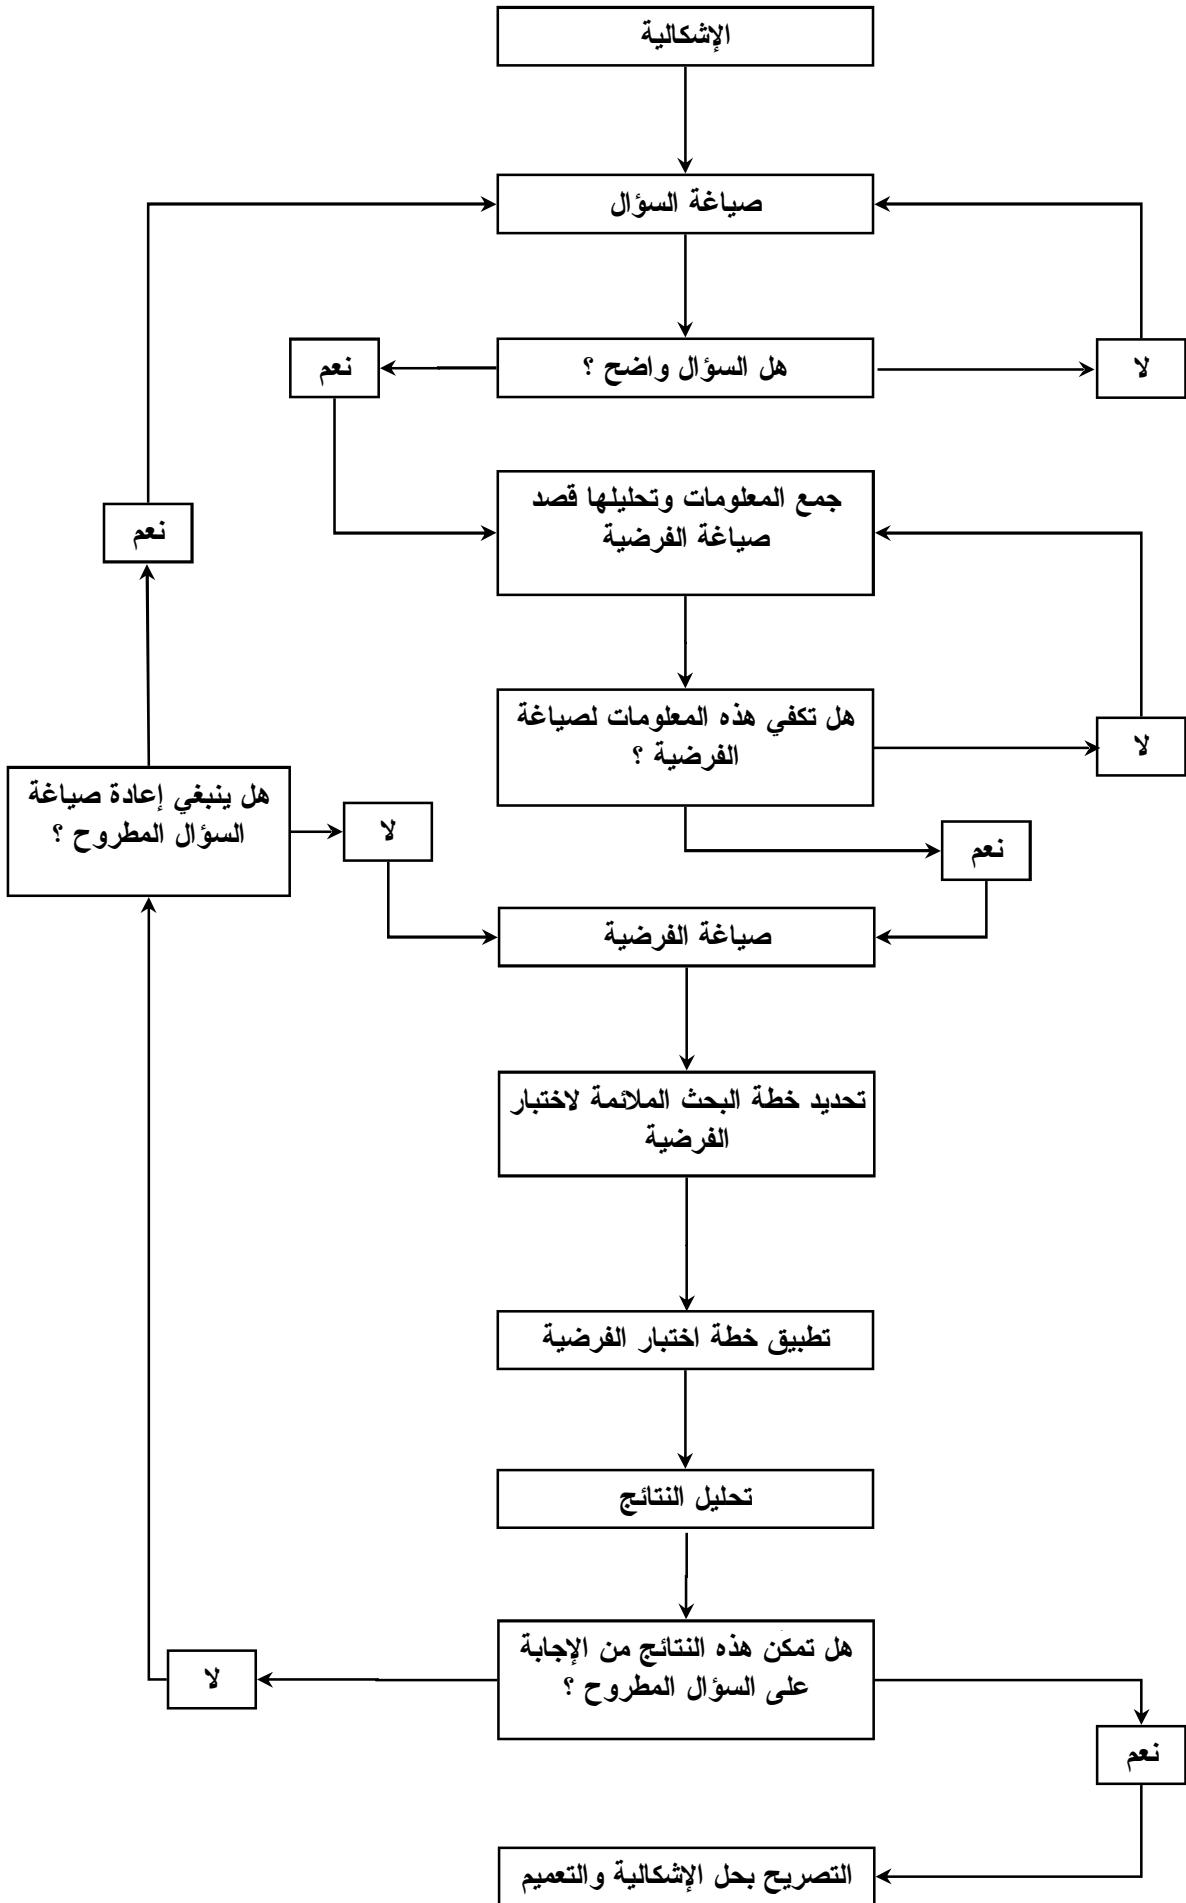 الإشكالية
صياغة السؤال
هل السؤال واضح ؟
نعم
لا
جمع المعلومات وتحليلها قصد
صياغة الفرضية
نعم
هل تكفي هذه المعلومات لصياغة
الفرضية ؟
لا
هل ينبغي إعادة صياغة
السؤال المطروح ؟
لا
نعم
صياغة الفرضية
تحديد خطة البحث الملائمة لاختبار
الفرضية
تطبيق خطة اختبار الفرضية
تحليل النتائج
هل تمكّن هذه النتائج من الإجابة
على السؤال المطروح ؟
لا
نعم
التصريح بحل الإشكالية والتعميم